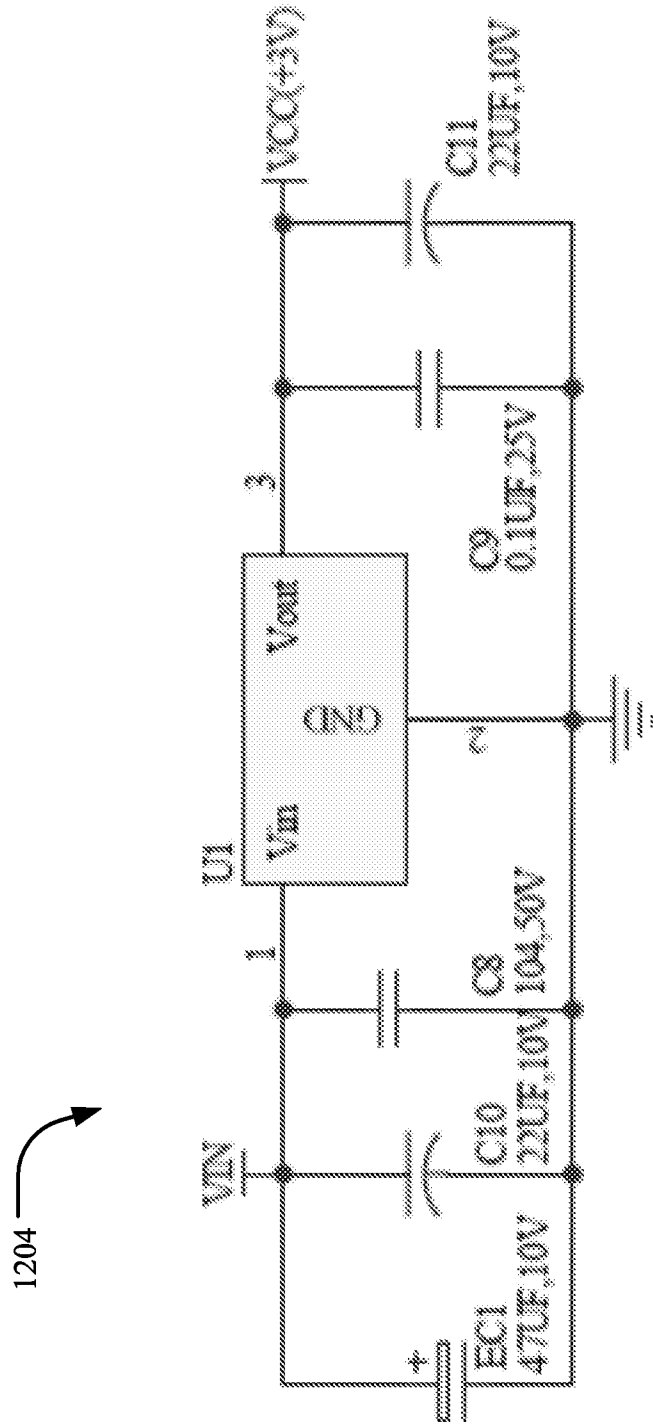 1204
VIN
U1
VCC(+3V)
1
Vin
Vout
3
GND
2
+
EC1
47UF,10V
C10
22UF,10V
C8
104,50V
C9
0.1UF,25V
C11
22UF,10V